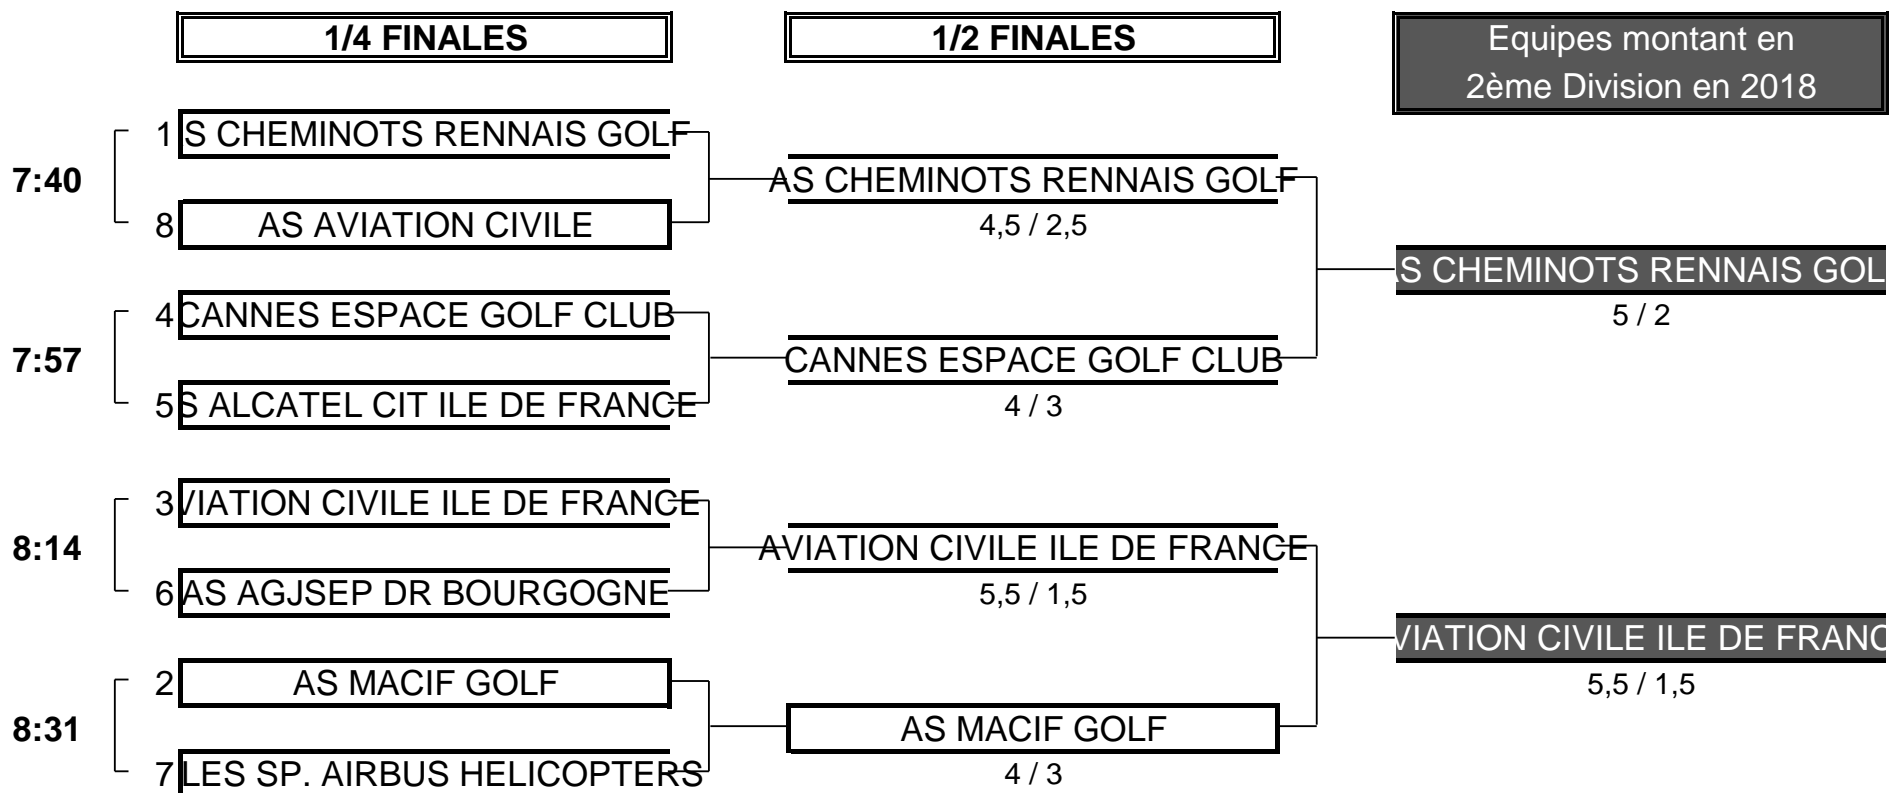 1/4 FINALES
1/2 FINALES
Equipes montant en
2ème Division en 2018
7:40
1 S CHEMINOTS RENNAIS GOLF
8 AS AVIATION CIVILE
AS CHEMINOTS RENNAIS GOLF
4,5 / 2,5
S CHEMINOTS RENNAIS GOL
5 / 2
7:57
4 CANNES ESPACE GOLF CLUB
5 S ALCATEL CIT ILE DE FRANCE
CANNES ESPACE GOLF CLUB
4 / 3
8:14
3 VIATION CIVILE ILE DE FRANCE
6 AS AGJSEP DR BOURGOGNE
AVIATION CIVILE ILE DE FRANCE
5,5 / 1,5
VIATION CIVILE ILE DE FRANC
5,5 / 1,5
8:31
2 AS MACIF GOLF
7 LES SP. AIRBUS HELICOPTERS
AS MACIF GOLF
4 / 3